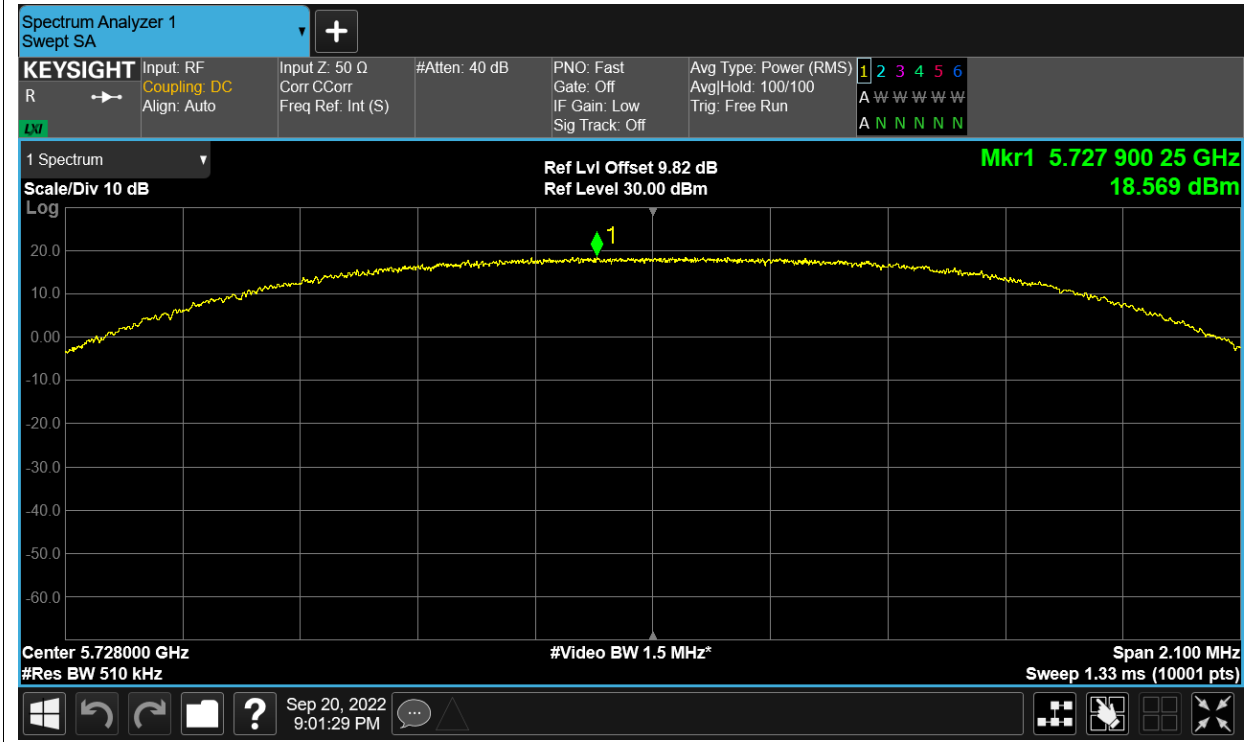 Spectrum Analyzer 1
Swept SA
KEYSIGHT
R
LXI
Input: RF
Coupling: DC
Align: Auto
Input Z: 50 Ω
Corr CCorr
Freq Ref: Int (S)
#Atten: 40 dB
PNO: Fast
Gate: Off
IF Gain: Low
Sig Track: Off
Avg Type: Power (RMS)
Avg|Hold: 100/100
Trig: Free Run
1 2 3 4 5 6
A W W W W W
A N N N N N
1 Spectrum
Scale/Div 10 dB
Log
Ref Lvl Offset 9.82 dB
Ref Level 30.00 dBm
Mkr1 5.727 900 25 GHz
18.569 dBm
1
20.0
10.0
0.00
-10.0
-20.0
-30.0
-40.0
-50.0
-60.0
Center 5.728000 GHz
#Res BW 510 kHz
#Video BW 1.5 MHz*
Span 2.100 MHz
Sweep 1.33 ms (10001 pts)
?
Sep 20, 2022
9:01:29 PM